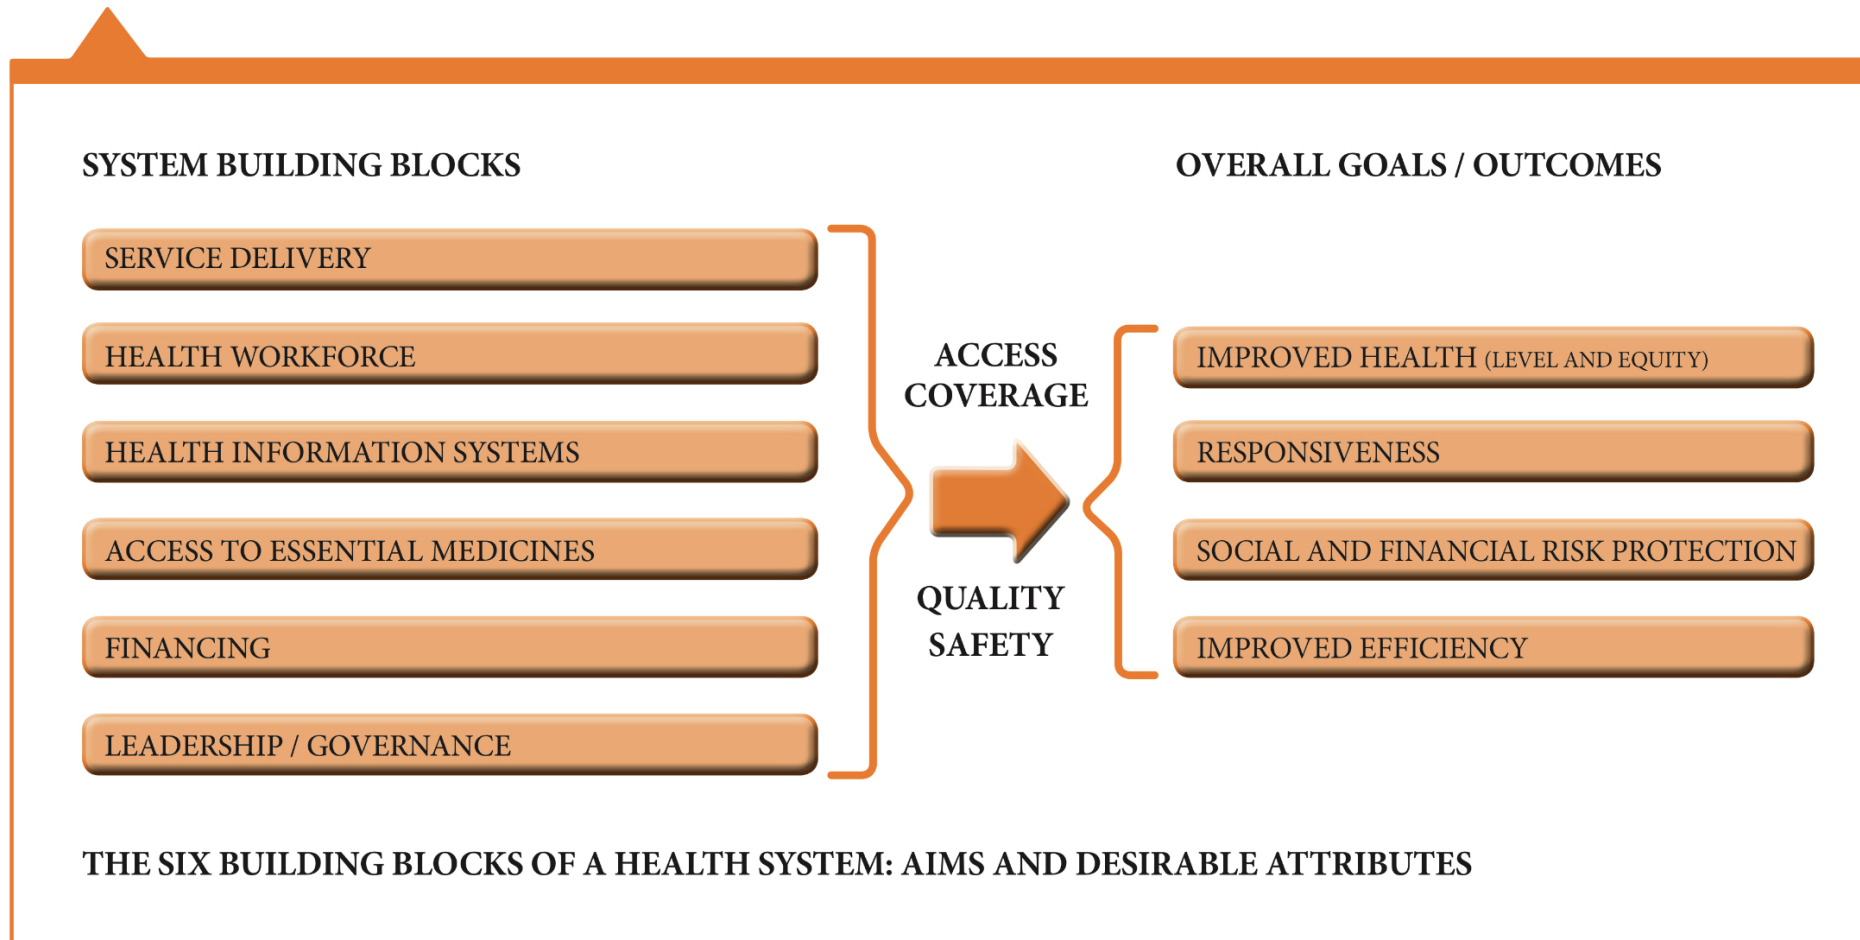 SYSTEM BUILDING BLOCKS
SERVICE DELIVERY
HEALTH WORKFORCE
HEALTH INFORMATION SYSTEMS
ACCESS TO ESSENTIAL MEDICINES
FINANCING
LEADERSHIP / GOVERNANCE
ACCESS
COVERAGE
QUALITY
SAFETY
OVERALL GOALS / OUTCOMES
IMPROVED HEALTH (LEVEL AND EQUITY)
RESPONSIVENESS
SOCIAL AND FINANCIAL RISK PROTECTION
IMPROVED EFFICIENCY
THE SIX BUILDING BLOCKS OF A HEALTH SYSTEM: AIMS AND DESIRABLE ATTRIBUTES